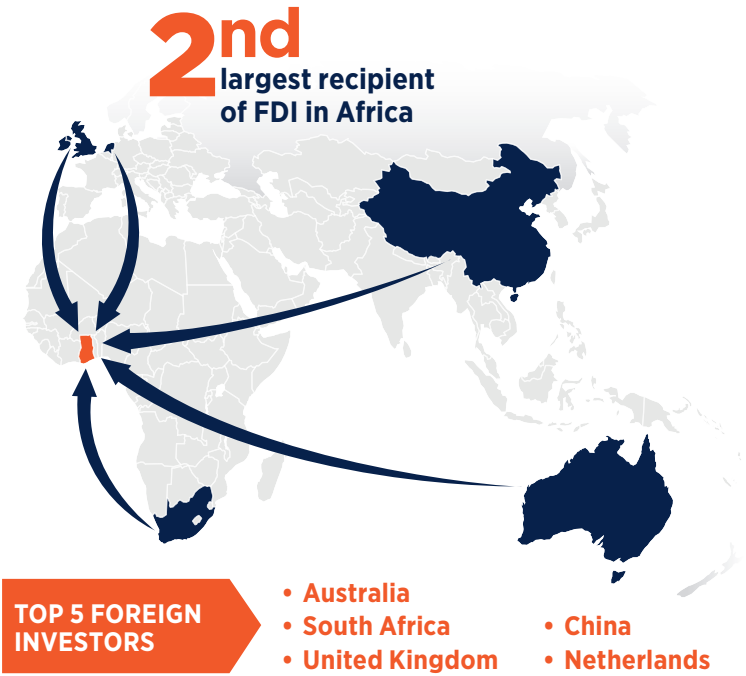 2nd
largest recipient
of FDI in Africa
TOP 5 FOREIGN
INVESTORS
• Australia
• South Africa
• United Kingdom
• China
• Netherlands